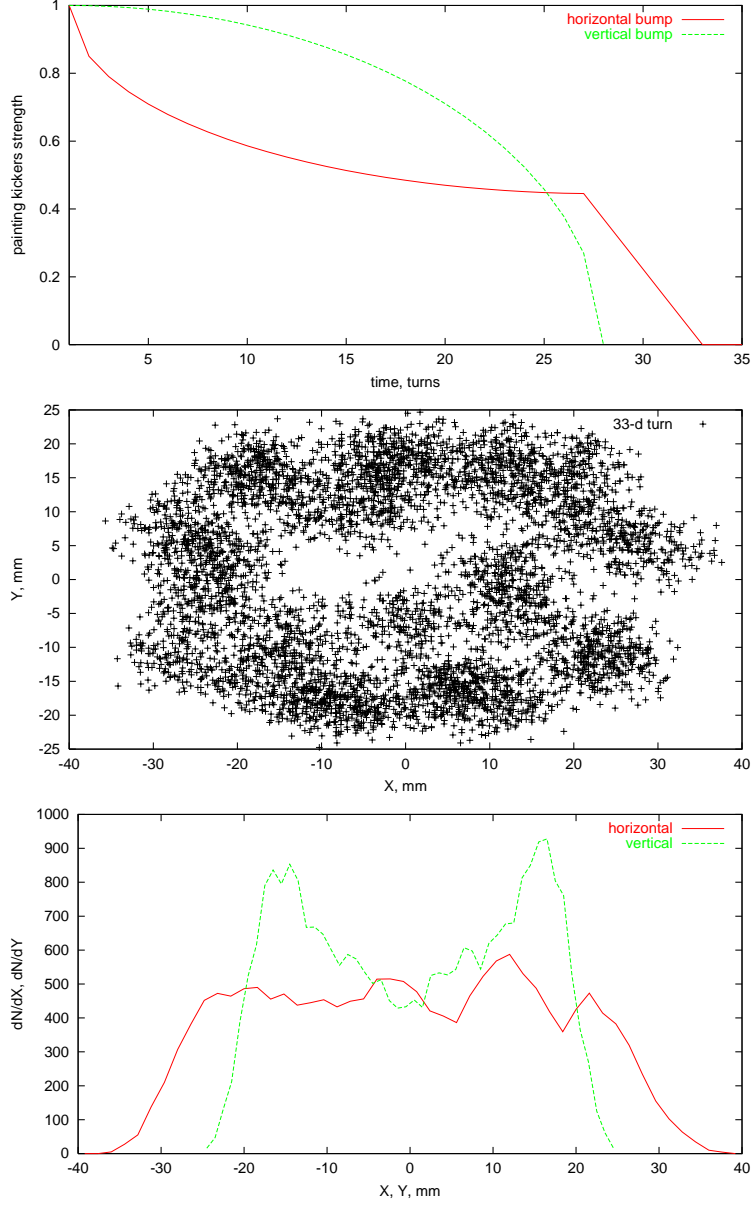 horizontal bump
vertical bump
painting kickers strength
1
0.8
0.6
0.4
0.2
0
5 10 15 20 25 30 35
time, turns
33-d turn
Y, mm
25
20
15
10
5
0
-5
-10
-15
-20
-25
-40 -30 -20 -10 0 10 20 30 40
X, mm
horizontal
vertical
dN/dX, dN/dY
1000
900
800
700
600
500
400
300
200
100
0
-40 -30 -20 -10 0 10 20 30 40
X, Y, mm